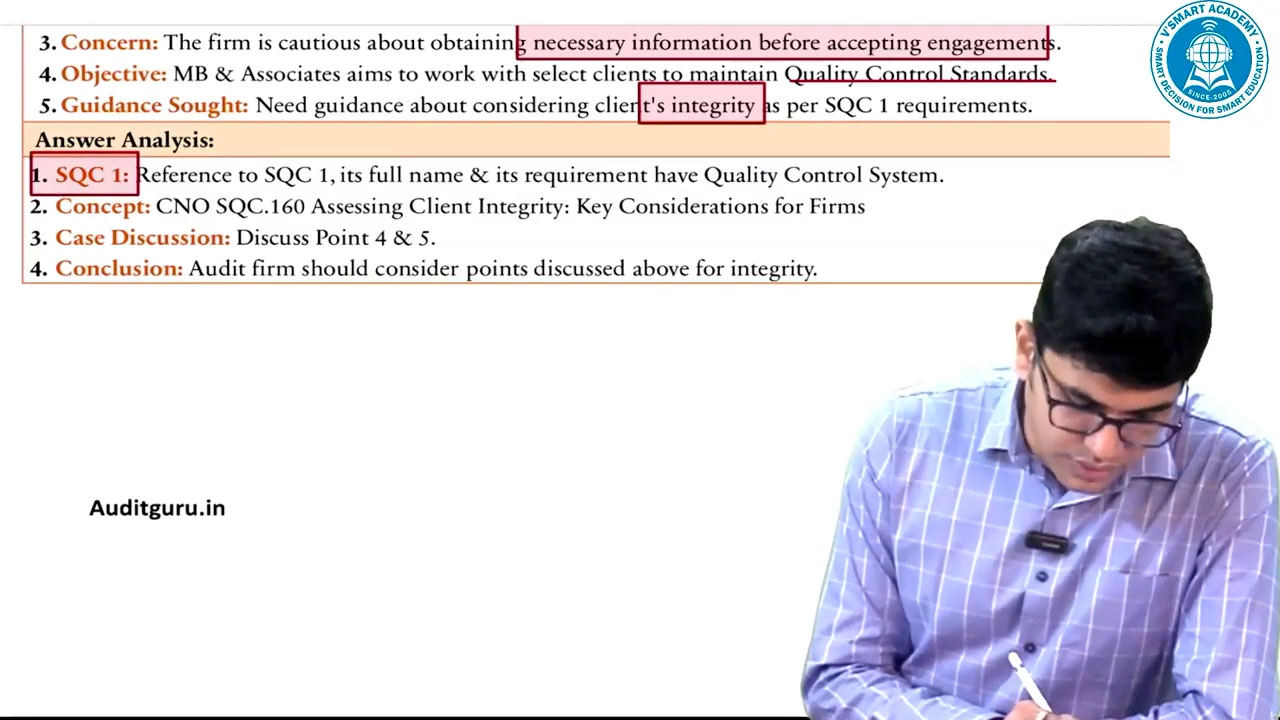 3. Concern: The firm is cautious about obtaining necessary information before accepting engagements.
4. Objective: MB & Associates aims to work with select clients to maintain Quality Control Standards.
5. Guidance Sought: Need guidance about considering client's integrity as per SQC 1 requirements.
Answer Analysis:
1. SQC 1: Reference to SQC 1, its full name & its requirement have Quality Control System.
2. Concept: CNO SQC.160 Assessing Client Integrity: Key Considerations for Firms
3. Case Discussion: Discuss Point 4 & 5.
4. Conclusion: Audit firm should consider points discussed above for integrity.
Auditguru.in
V'SMART ACADEMY
SMART DECISION FOR SMART EDUCATION
SINCE-2005